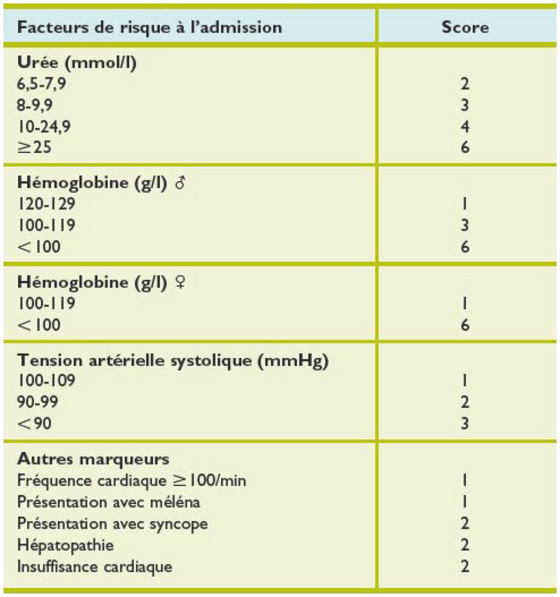 Facteurs de risque à l'admission Score
Urée (mmol/l)
6,5-7,9 2
8-9,9 3
10-24,9 4
≥25 6
Hémoglobine (g/l) ♂
120-129 1
100-119 3
<100 6
Hémoglobine (g/l) ♀
100-119 1
<100 6
Tension artérielle systolique (mmHg)
100-109 1
90-99 2
<90 3
Autres marqueurs
Fréquence cardiaque ≥100/min 1
Présentation avec méléna 1
Présentation avec syncope 2
Hépatopathie 2
Insuffisance cardiaque 2